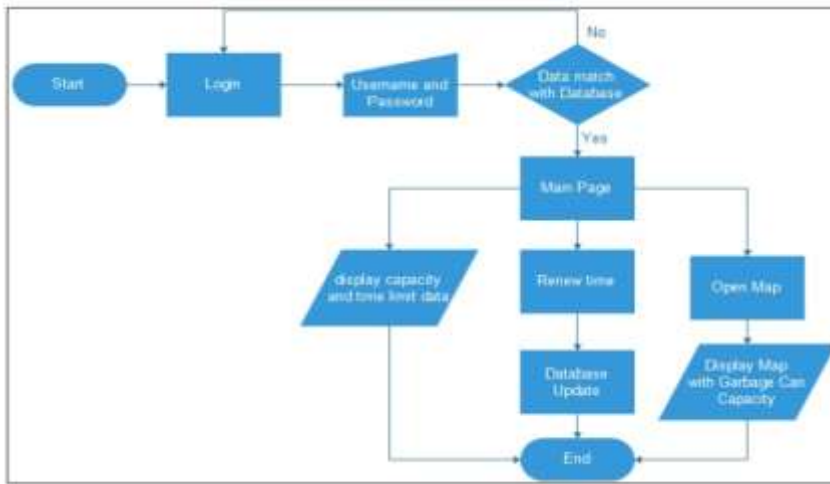 No
Start
Login
Username and
Password
Data match
with Database
Yes
Main Page
display capacity
and time limit data
Renew time
Open Map
Database
Update
Display Map
with Garbage Can
Capacity
End